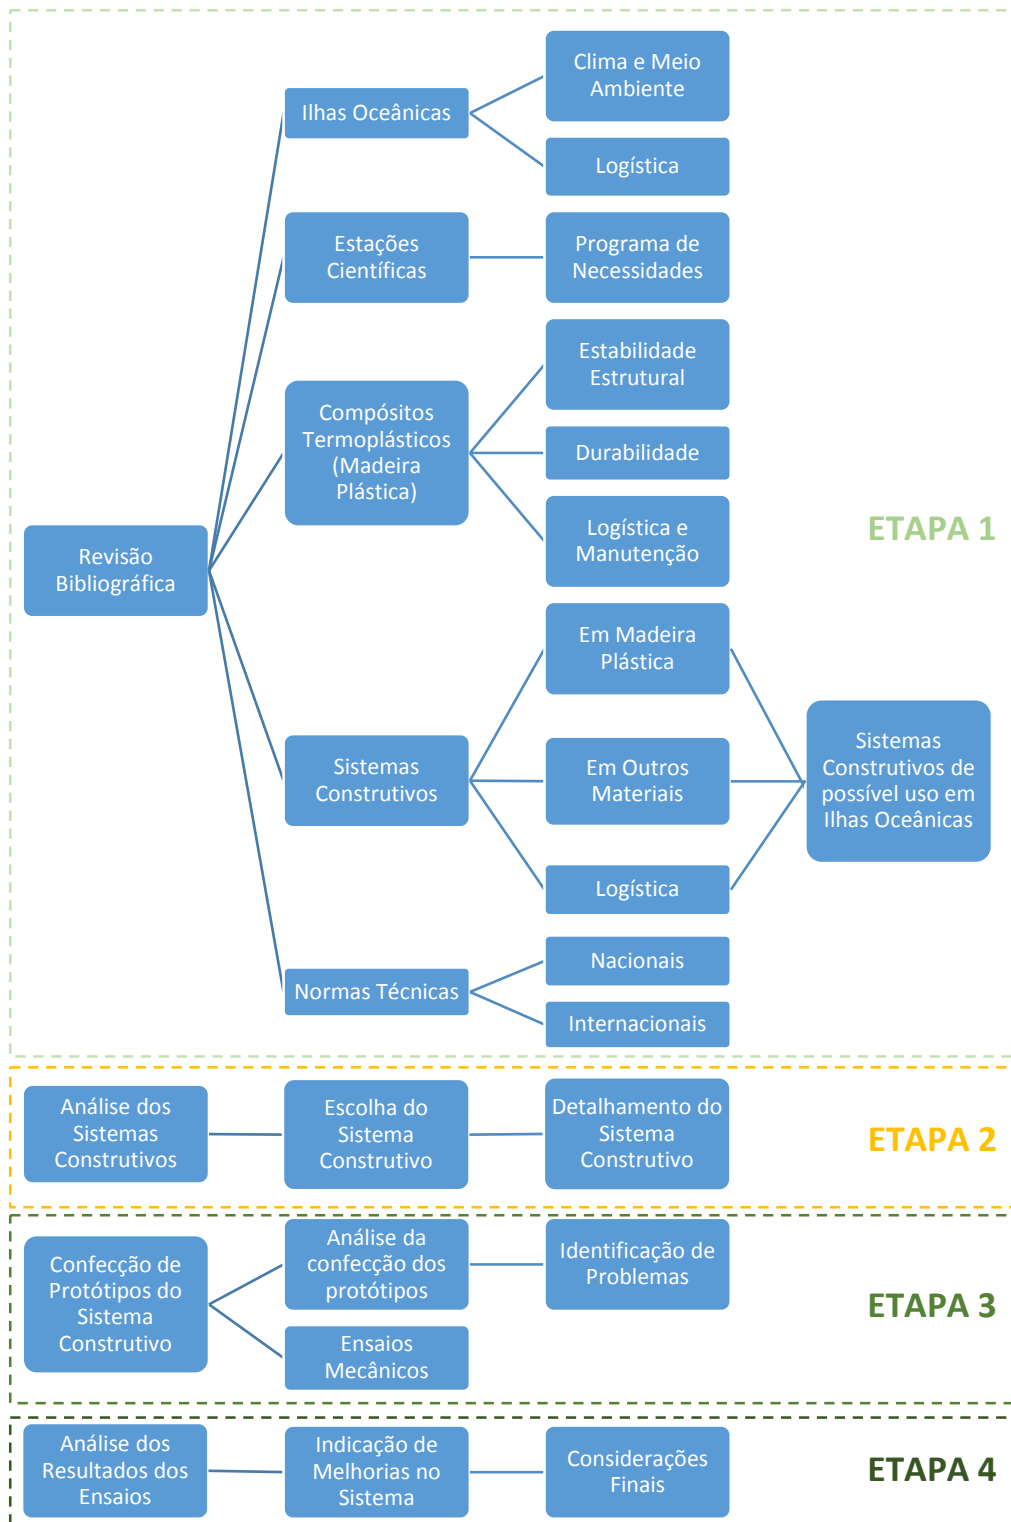 Clima e Meio
Ambiente
Ilhas Oceânicas
Logística
Estações
Científicas
Programa de
Necessidades
Estabilidade
Estrutural
Compósitos
Termoplásticos
(Madeira
Plástica)
Durabilidade
Logística e
Manutenção
ETAPA 1
Revisão
Bibliográfica
Em Madeira
Plástica
Sistemas
Construtivos
Em Outros
Materiais
Sistemas
Construtivos de
possível uso em
Ilhas Oceânicas
Logística
Nacionais
Normas Técnicas
Internacionais
Análise dos
Sistemas
Construtivos
Escolha do
Sistema
Construtivo
Detalhamento do
Sistema
Construtivo
ETAPA 2
Confecção de
Protótipos do
Sistema
Construtivo
Análise da
confecção dos
protótipos
Identificação de
Problemas
Ensaios
Mecânicos
ETAPA 3
Análise dos
Resultados dos
Ensaios
Indicação de
Melhorias no
Sistema
Considerações
Finais
ETAPA 4